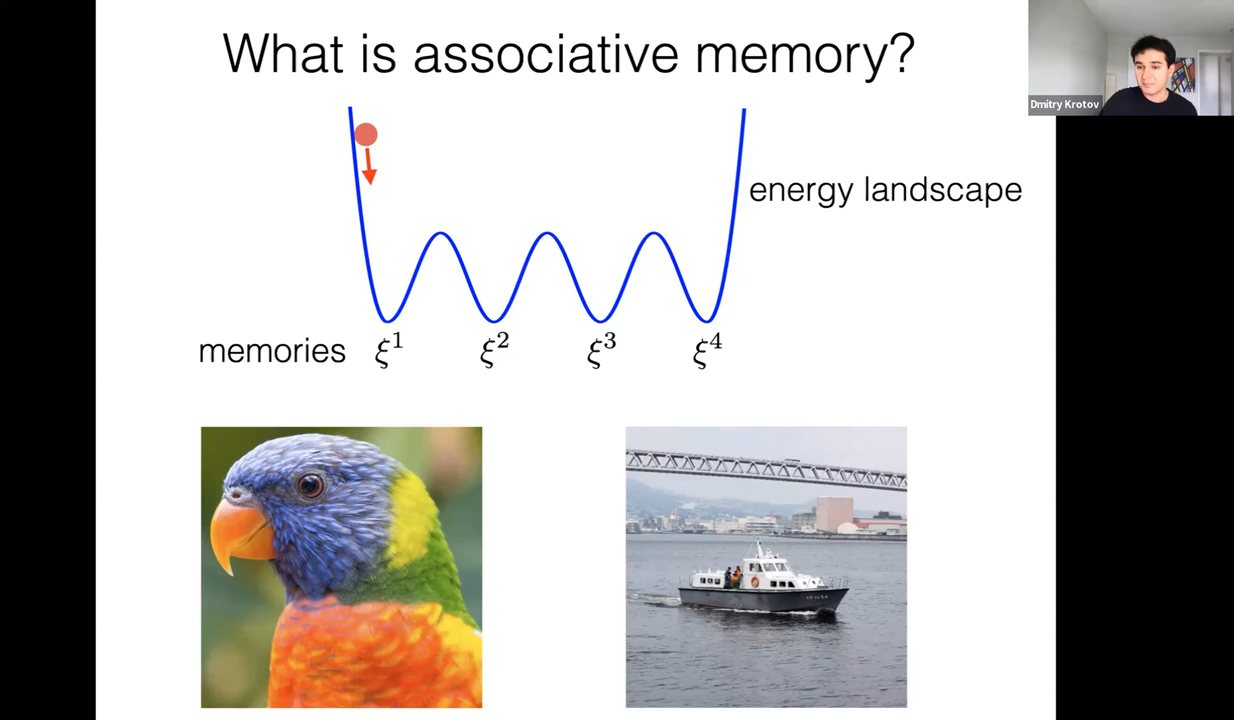 What is associative memory?
Dmitry Krotov
energy landscape
memories ξ¹ ξ² ξ³ ξ⁴